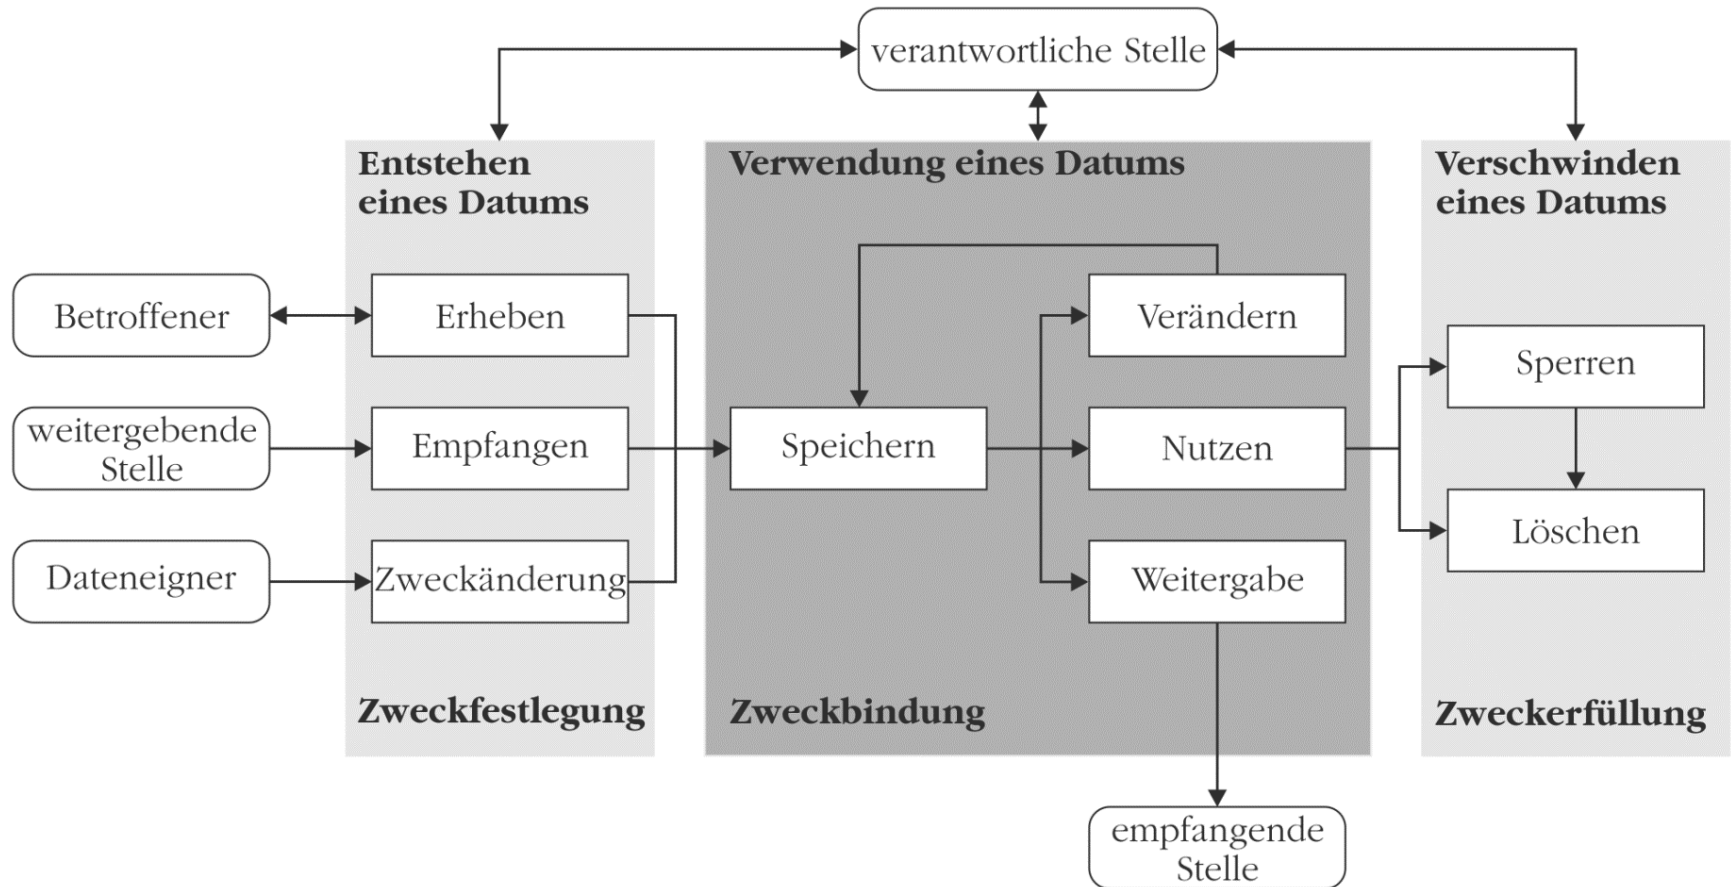 verantwortliche Stelle
Entstehen
eines Datums
Verwendung eines Datums
Verschwinden
eines Datums
Betroffener
Erheben
Verändern
Sperren
weitergebende
Stelle
Empfangen
Speichern
Nutzen
Löschen
Dateneigner
Zweckänderung
Weitergabe
Zweckfestlegung
Zweckbindung
Zweckerfüllung
empfangende
Stelle